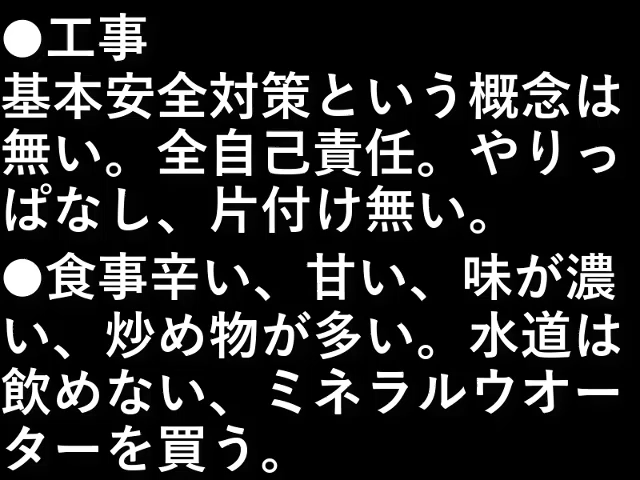 ●工事
基本安全対策という概念は
無い。全自己責任。やりっ
ぱなし、片付け無い。
●食事辛い、甘い、味が濃
い、炒め物が多い。水道は
飲めない、ミネラルウオー
ターを買う。